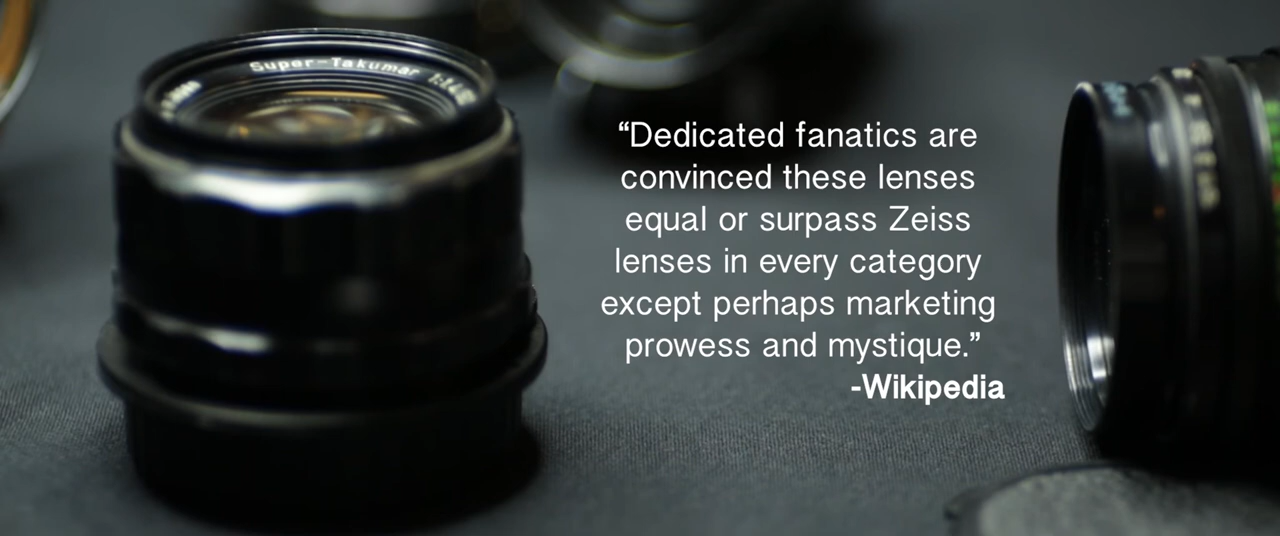 Super-Takumar
“Dedicated fanatics are
convinced these lenses
equal or surpass Zeiss
lenses in every category
except perhaps marketing
prowess and mystique.”
-Wikipedia